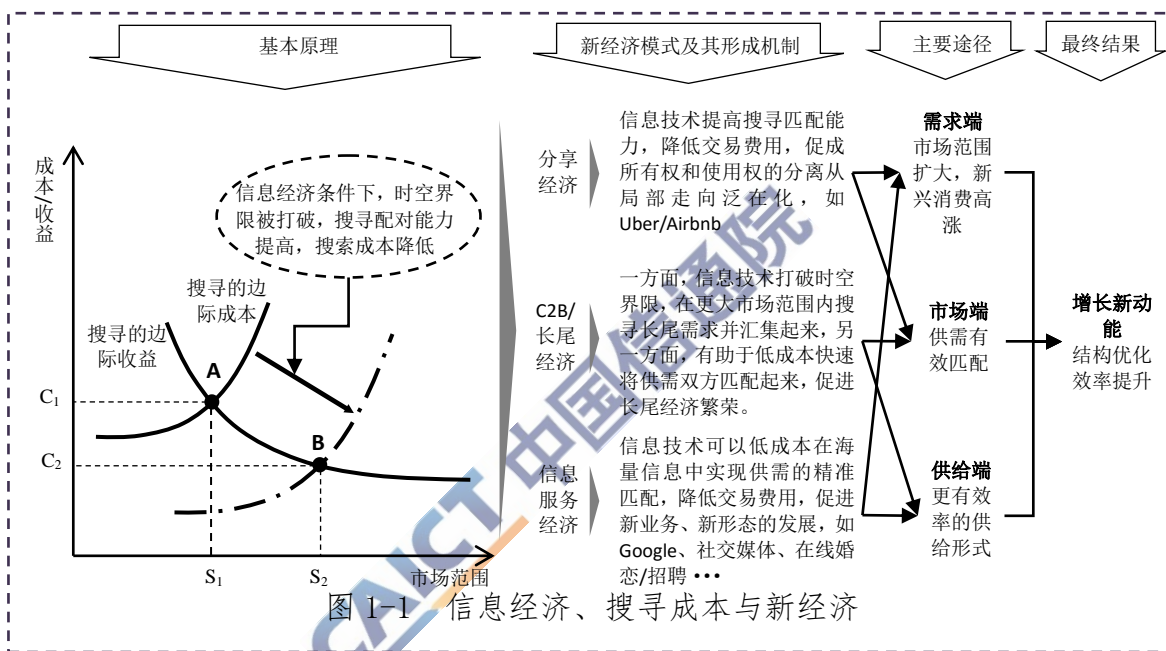 基本原理
新经济模式及其形成机制
主要途径
最终结果
成本/收益
信息经济条件下，时空界
限被打破，搜寻配对能力
提高，搜索成本降低
搜寻的边
际成本
搜寻的边
际收益
A
B
C1
C2
S1
S2
市场范围
分享
经济
信息技术提高搜寻匹配能
力，降低交易费用，促成
所有权和使用权的分离从
局部走向泛在化，如
Uber/Airbnb
C2B/
长尾
经济
一方面，信息技术打破时空
界限，在更大市场范围内搜
寻长尾需求并汇集起来，另
一方面，有助于低成本快速
将供需双方匹配起来，促进
长尾经济繁荣。
信息
服务
经济
信息技术可以低成本在海
量信息中实现供需的精准
匹配，降低交易费用，促进
新业务、新形态的发展，如
Google、社交媒体、在线婚
恋/招聘 •••
需求端
市场范围
扩大，新
兴消费高
涨
市场端
供需有
效匹配
供给端
更有效
率的供
给形式
增长新动
能
结构优化
效率提升
CAICT 中国信通院
图 1-1 信息经济、搜寻成本与新经济